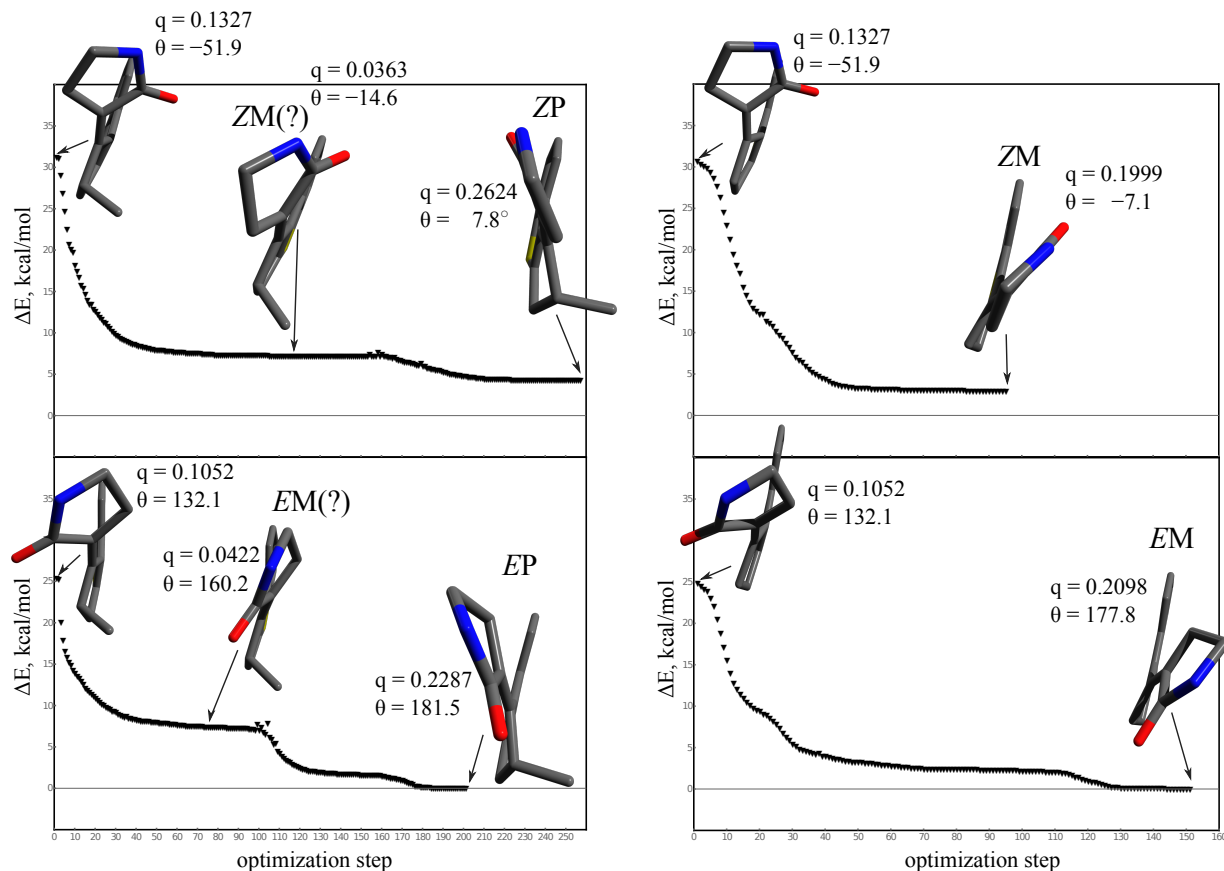 q = 0.1327
θ = −51.9
q = 0.0363
θ = −14.6
ZM(?)
ZP
q = 0.2624
θ = 7.8°
ΔE, kcal/mol
35
30
25
20
15
10
5
0
q = 0.1327
θ = −51.9
ZM
q = 0.1999
θ = −7.1
ΔE, kcal/mol
35
30
25
20
15
10
5
0
q = 0.1052
θ = 132.1
EM(?)
q = 0.0422
θ = 160.2
EP
q = 0.2287
θ = 181.5
ΔE, kcal/mol
35
30
25
20
15
10
5
0
0 10 20 30 40 50 60 70 80 90 100 110 120 130 140 150 160 170 180 190 200 210 220 230 240 250
optimization step
q = 0.1052
θ = 132.1
EM
q = 0.2098
θ = 177.8
ΔE, kcal/mol
35
30
25
20
15
10
5
0
0 10 20 30 40 50 60 70 80 90 100 110 120 130 140 150 160
optimization step